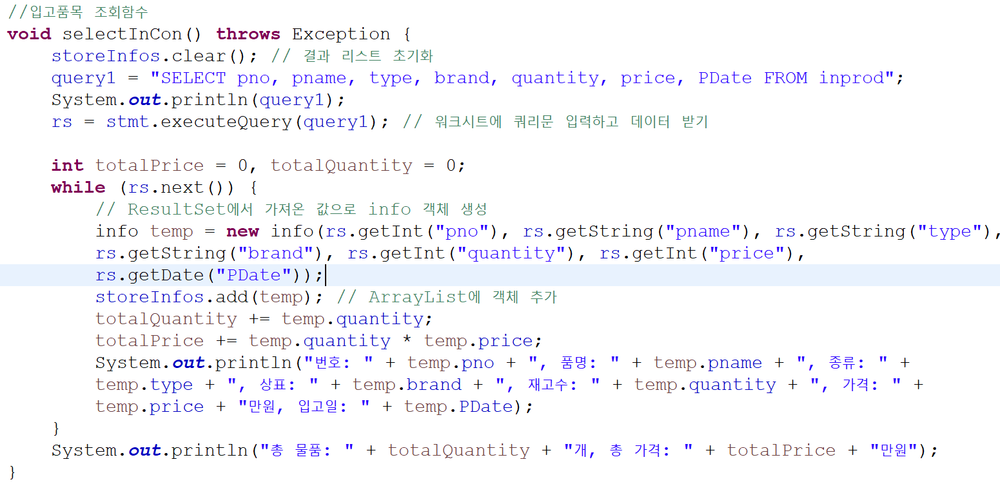 //입고품목 조회함수
void selectInCon() throws Exception {
storeInfos.clear(); // 결과 리스트 초기화
query1 = "SELECT pno, pname, type, brand, quantity, price, PDate FROM inprod";
System.out.println(query1);
rs = stmt.executeQuery(query1); // 워크시트에 쿼리문 입력하고 데이터 받기
int totalPrice = 0, totalQuantity = 0;
while (rs.next()) {
// ResultSet에서 가져온 값으로 info 객체 생성
info temp = new info(rs.getInt("pno"), rs.getString("pname"), rs.getString("type"),
rs.getString("brand"), rs.getInt("quantity"), rs.getInt("price"),
rs.getDate("PDate"));
storeInfos.add(temp); // ArrayList에 객체 추가
totalQuantity += temp.quantity;
totalPrice += temp.quantity * temp.price;
System.out.println("번호: " + temp.pno + ", 품명: " + temp.pname + ", 종류: " +
temp.type + ", 상표: " + temp.brand + ", 재고수: " + temp.quantity + ", 가격: " +
temp.price + "만원, 입고일: " + temp.PDate);
}
System.out.println("총 물품: " + totalQuantity + "개, 총 가격: " + totalPrice + "만원");
}